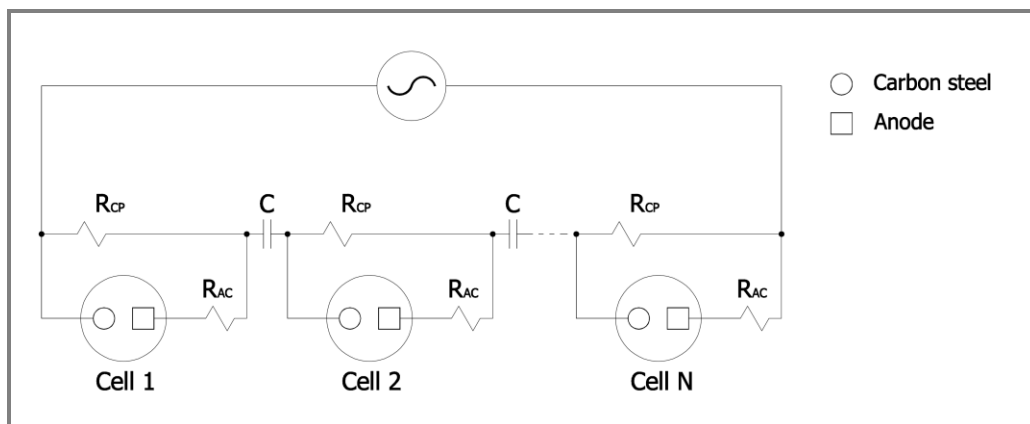 Carbon steel
Anode
RCP
C
RCP
C
RCP
RAC
RAC
RAC
Cell 1
Cell 2
Cell N